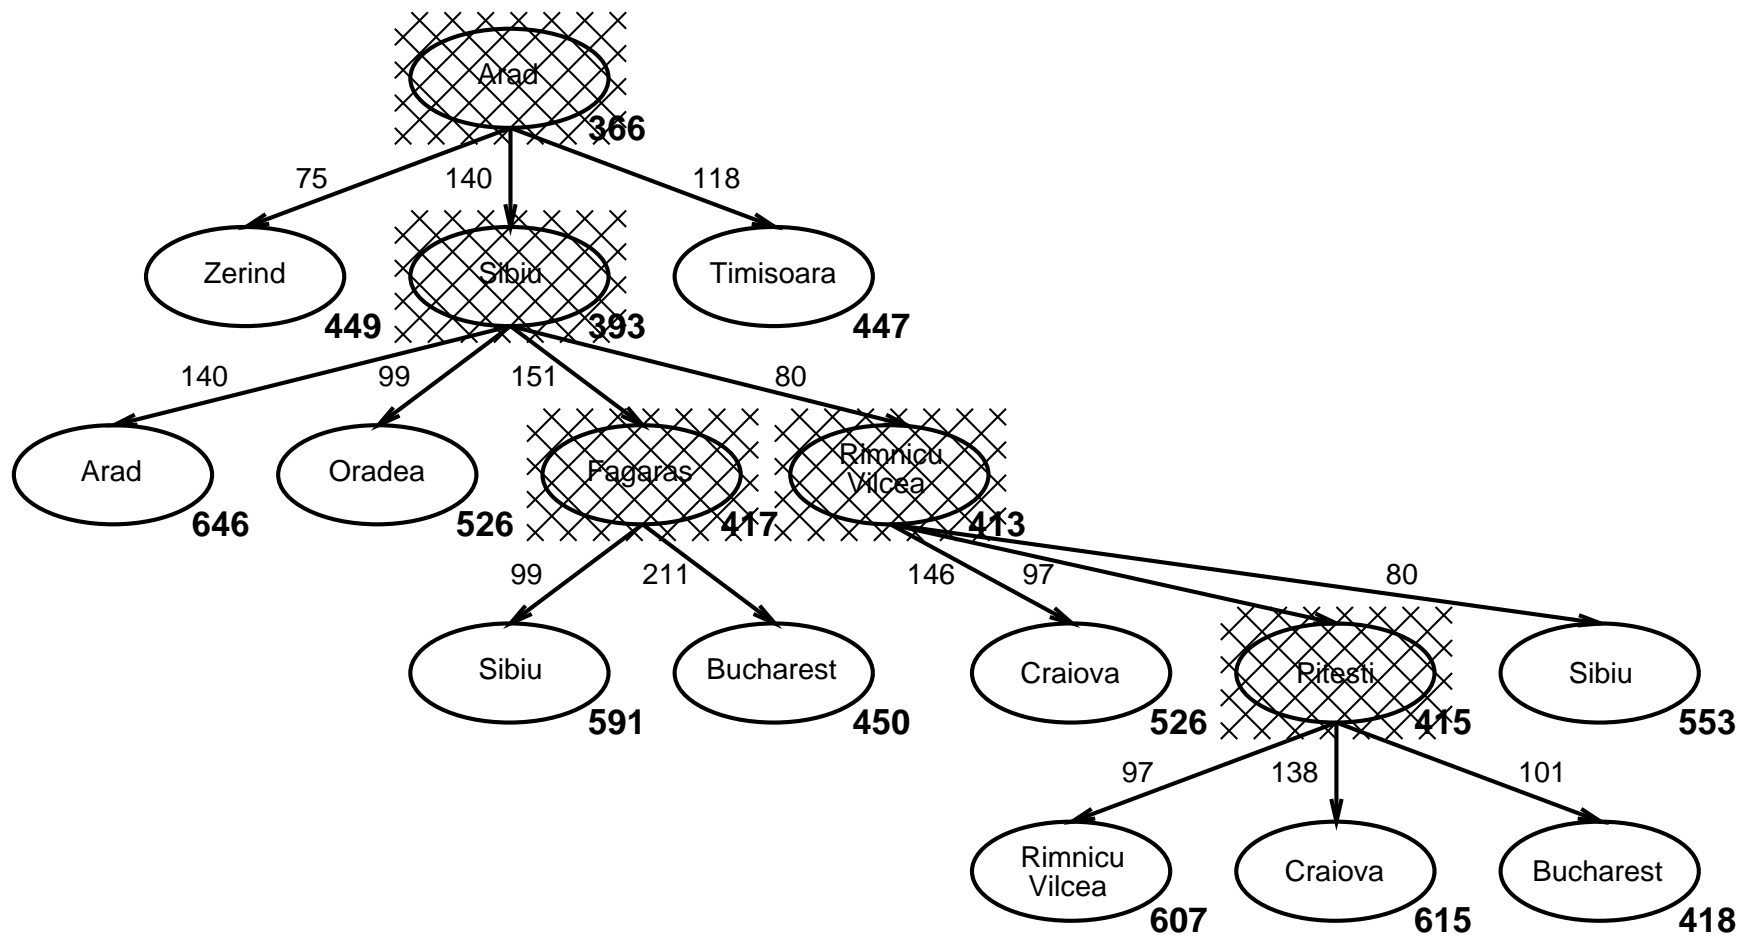 Arad
366
75
140
118
Zerind
449
Sibiu
393
Timisoara
447
140
99
151
80
Arad
646
Oradea
526
Fagaras
417
Rimnicu
Vilcea
413
99
211
146
97
80
Sibiu
591
Bucharest
450
Craiova
526
Pitesti
415
Sibiu
553
97
138
101
Rimnicu
Vilcea
607
Craiova
615
Bucharest
418